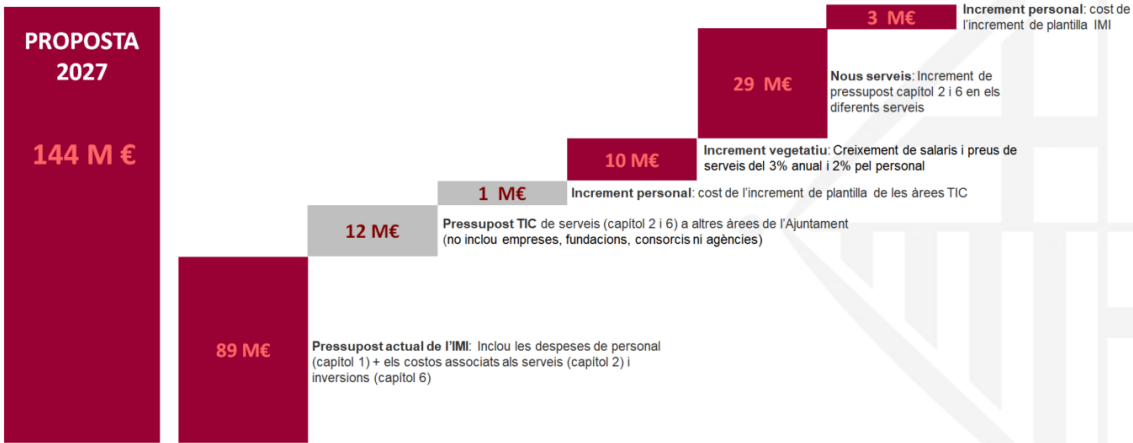 PROPOSTA
2027
144 M €
3 M€
Increment personal: cost de
l'increment de plantilla IMI
29 M€
Nous serveis: Increment de
pressupost capítol 2 i 6 en els
diferents serveis
10 M€
Increment vegetatiu: Creixement de salaris i preus de
serveis del 3% anual i 2% pel personal
1 M€
Increment personal: cost de l'increment de plantilla de les àrees TIC
12 M€
Pressupost TIC de serveis (capítol 2 i 6) a altres àrees de l'Ajuntament
(no inclou empreses, fundacions, consorcis ni agències)
89 M€
Pressupost actual de l'IMI: Inclou les despeses de personal
(capítol 1) + els costos associats als serveis (capítol 2) i
inversions (capítol 6)